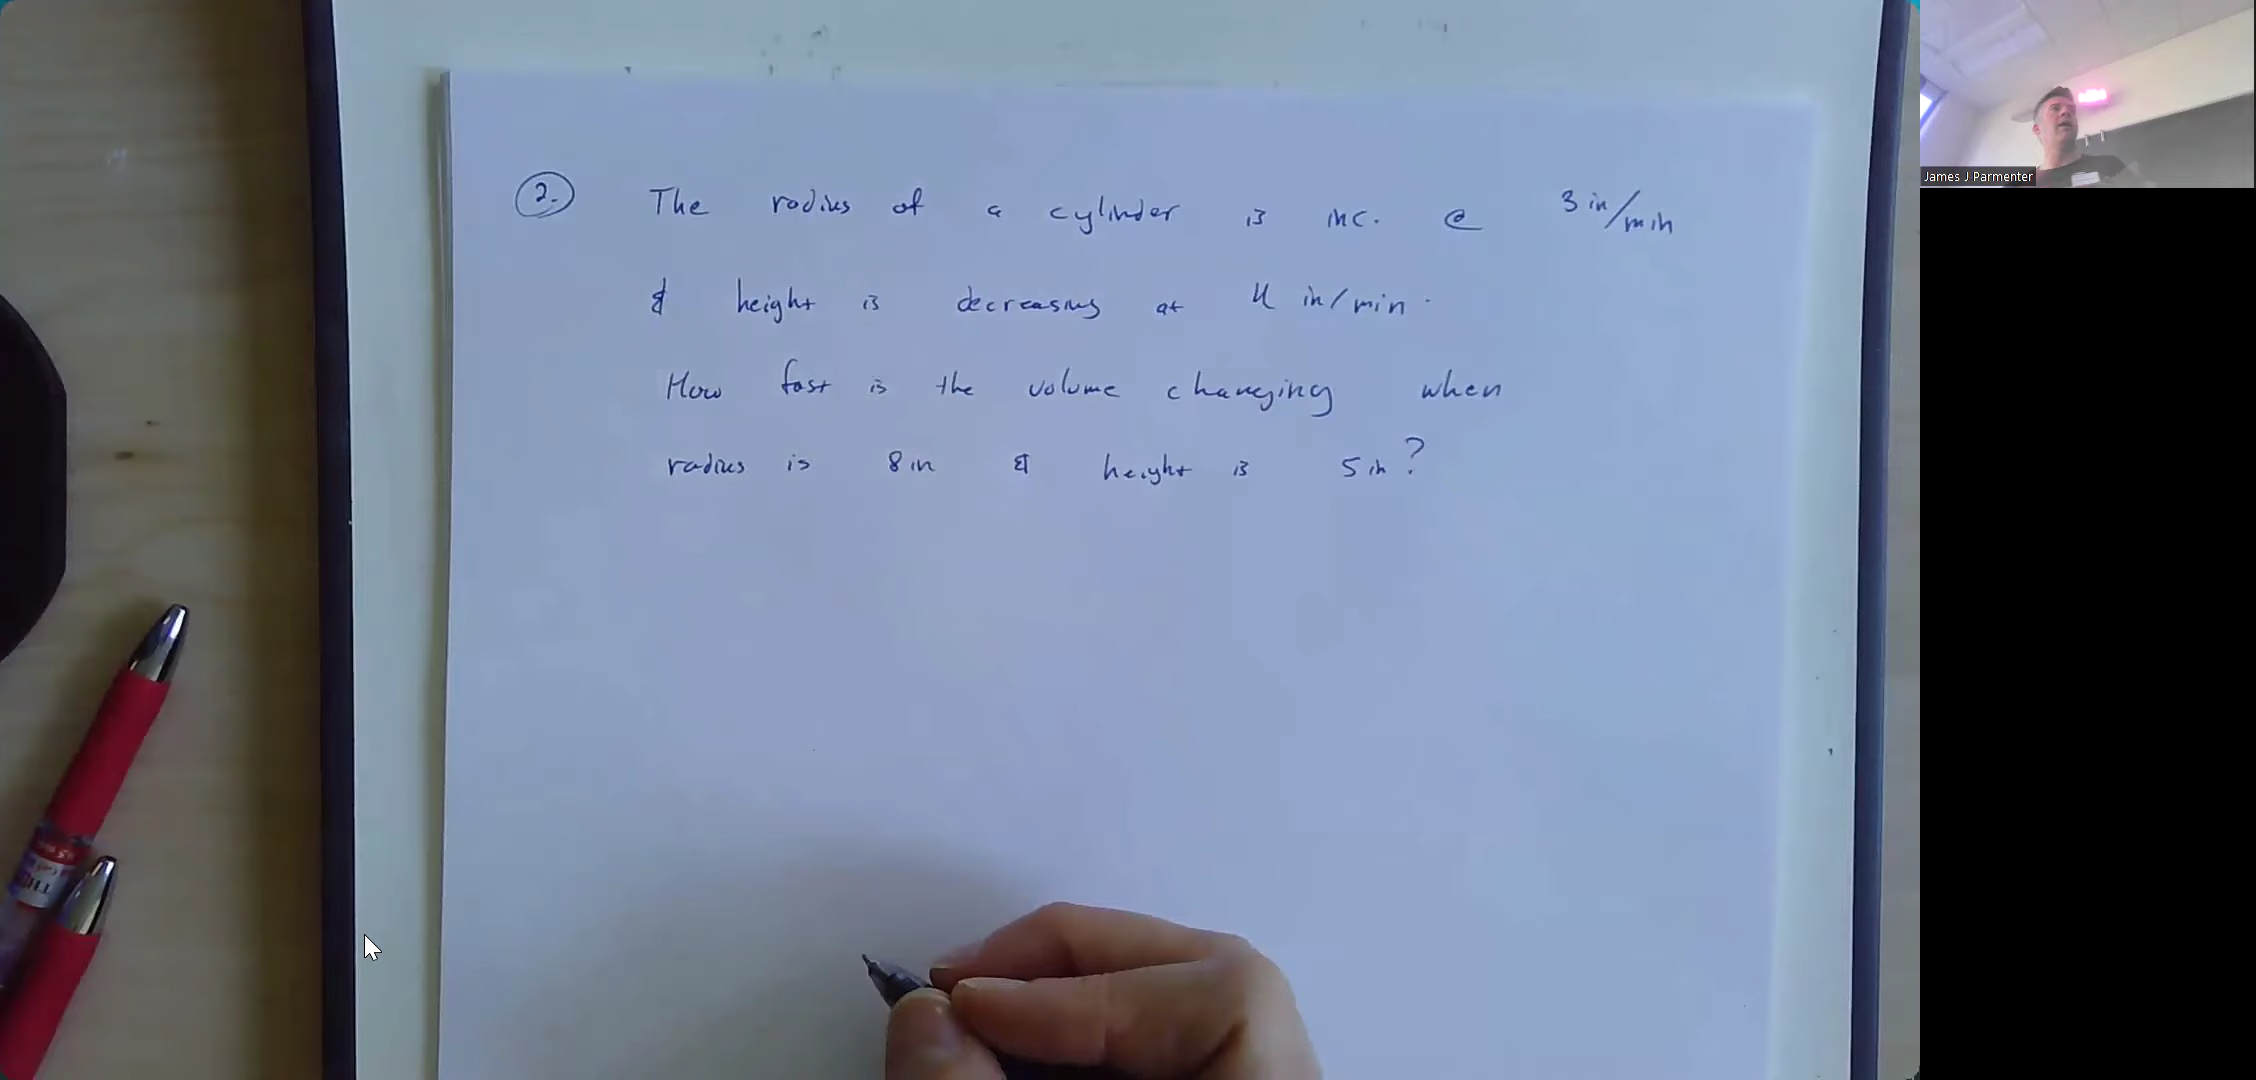 2. The radius of a cylinder is inc. @ 3 in/min
& height is decreasing at 4 in/min.
How fast is the volume changing when
radius is 8 in & height is 5 in?
James J Parmenter